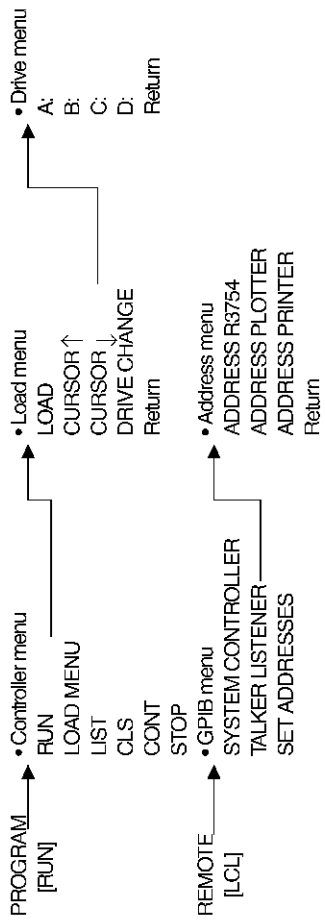 PROGRAM
[RUN]
• Controller menu
RUN
LOAD MENU
LIST
CLS
CONT
STOP
• Load menu
LOAD
CURSOR ↑
CURSOR ↓
DRIVE CHANGE
Return
• Drive menu
A:
B:
C:
D:
Return
REMOTE
[LCL]
• GPIB menu
SYSTEM CONTROLLER
TALKER LISTENER
SET ADDRESSES
• Address menu
ADDRESS R3754
ADDRESS PLOTTER
ADDRESS PRINTER
Return